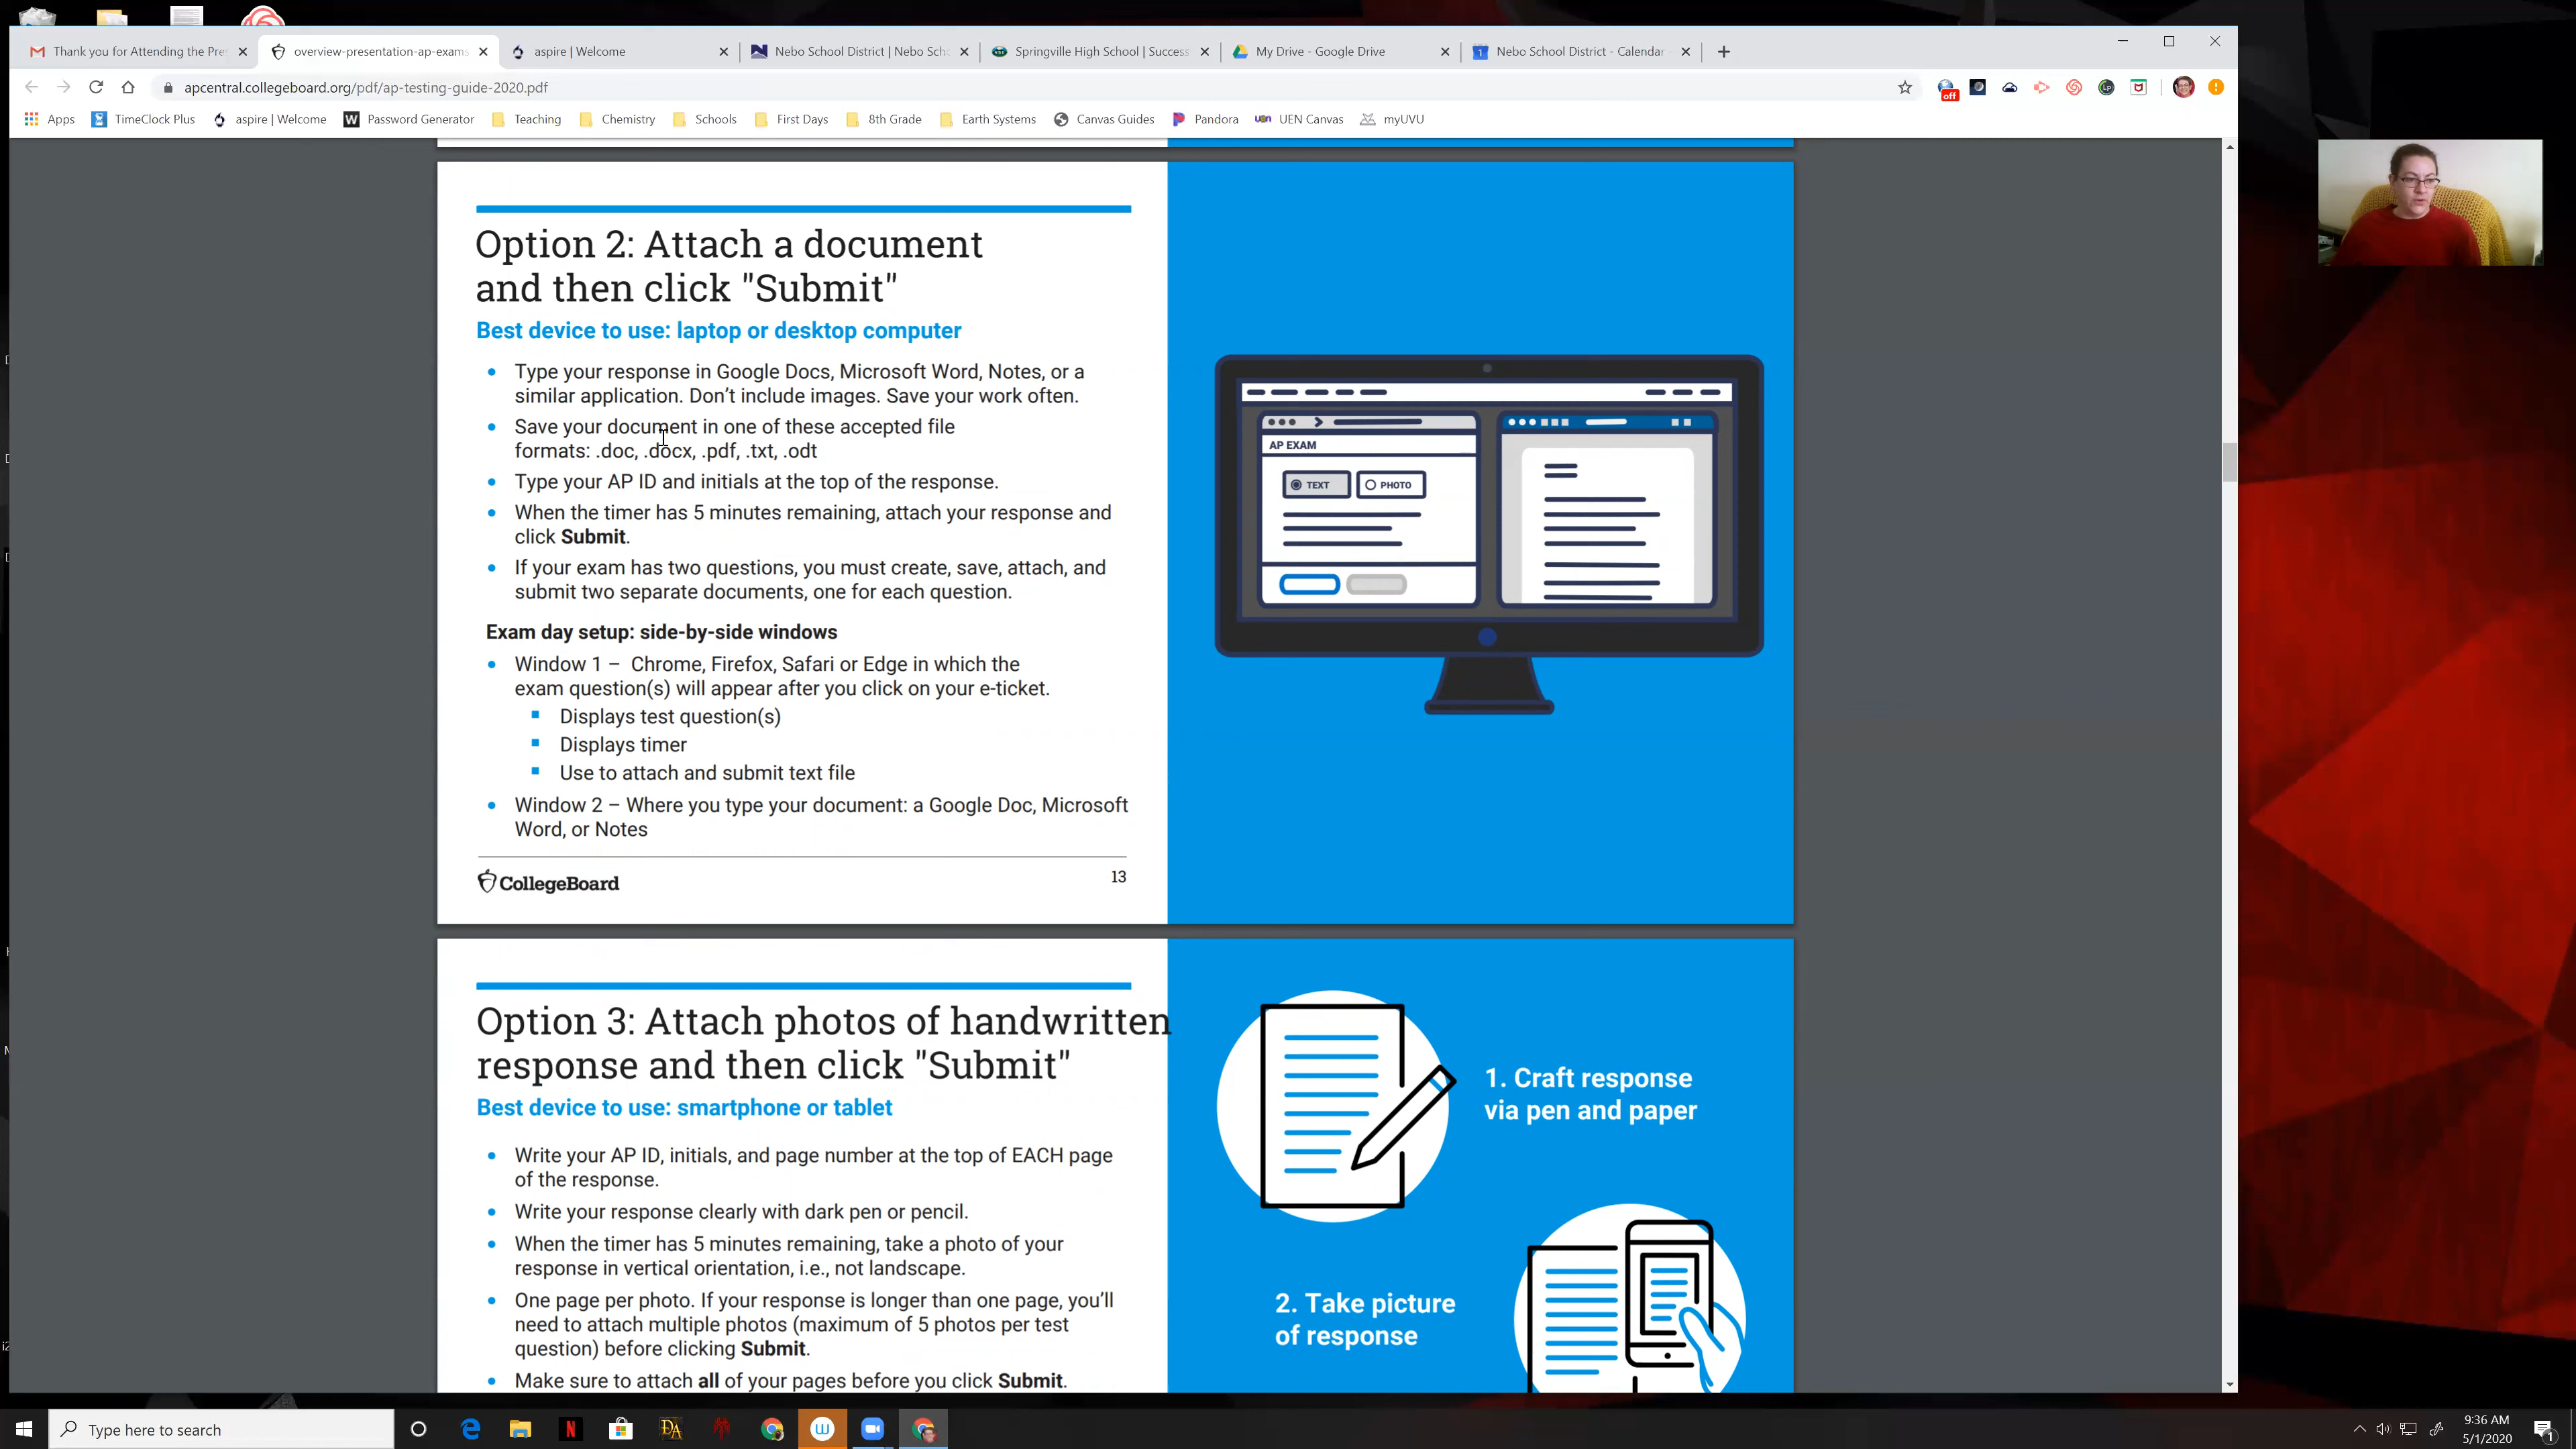 Thank you for Attending the Pre
overview-presentation-ap-exams
aspire | Welcome
Nebo School District | Nebo Sch
Springville High School | Success
My Drive - Google Drive
Nebo School District - Calendar
apcentral.collegeboard.org/pdf/ap-testing-guide-2020.pdf
off
Apps
TimeClock Plus
aspire | Welcome
W
Password Generator
Teaching
Chemistry
Schools
First Days
8th Grade
Earth Systems
Canvas Guides
Pandora
UEN Canvas
myUVU
Option 2: Attach a document
and then click "Submit"
Best device to use: laptop or desktop computer
• Type your response in Google Docs, Microsoft Word, Notes, or a
similar application. Don't include images. Save your work often.
• Save your document in one of these accepted file
formats: .doc, .docx, .pdf, .txt, .odt
• Type your AP ID and initials at the top of the response.
• When the timer has 5 minutes remaining, attach your response and
click Submit.
• If your exam has two questions, you must create, save, attach, and
submit two separate documents, one for each question.
Exam day setup: side-by-side windows
• Window 1 – Chrome, Firefox, Safari or Edge in which the
exam question(s) will appear after you click on your e-ticket.
▪ Displays test question(s)
▪ Displays timer
▪ Use to attach and submit text file
• Window 2 – Where you type your document: a Google Doc, Microsoft
Word, or Notes
CollegeBoard
13
AP EXAM
TEXT
PHOTO
Option 3: Attach photos of handwritten
response and then click "Submit"
Best device to use: smartphone or tablet
• Write your AP ID, initials, and page number at the top of EACH page
of the response.
• Write your response clearly with dark pen or pencil.
• When the timer has 5 minutes remaining, take a photo of your
response in vertical orientation, i.e., not landscape.
• One page per photo. If your response is longer than one page, you'll
need to attach multiple photos (maximum of 5 photos per test
question) before clicking Submit.
• Make sure to attach all of your pages before you click Submit.
1. Craft response
via pen and paper
2. Take picture
of response
Type here to search
9:36 AM
5/1/2020